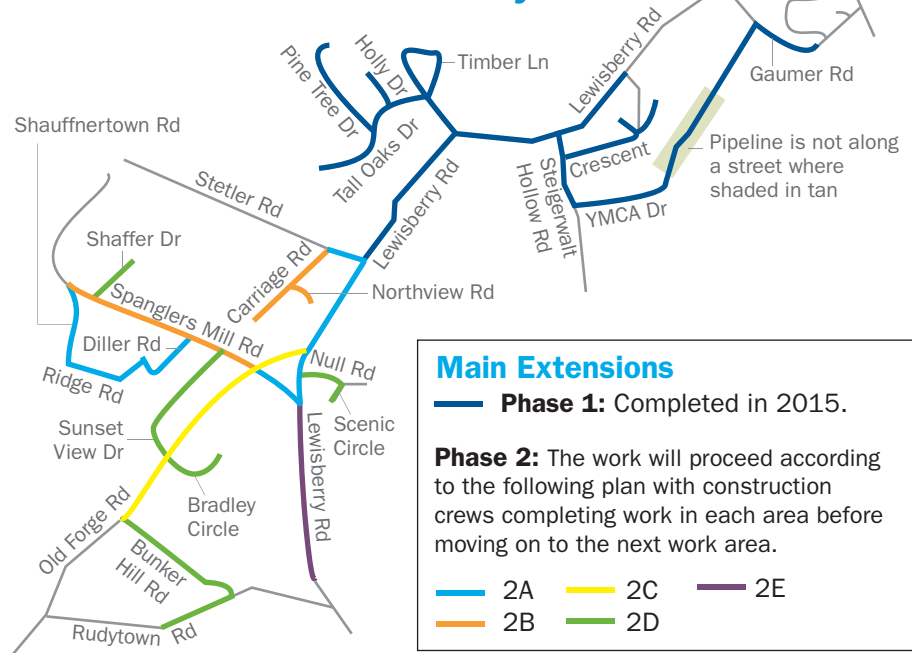 Pine Tree Dr
Holly Dr
Timber Ln
Lewisberry Rd
Gaumer Rd
Shauffnertown Rd
Tall Oaks Dr
Crescent
Pipeline is not along
a street where
shaded in tan
Stetler Rd
Lewisberry Rd
Steigerwalt
Hollow Rd
YMCA Dr
Shaffer Dr
Carriage Rd
Northview Rd
Spanglers Mill Rd
Diller Rd
Null Rd
Ridge Rd
Sunset
View Dr
Scenic
Circle
Lewisberry Rd
Bradley
Circle
Old Forge Rd
Bunker
Hill Rd
Rudytown Rd
Main Extensions
Phase 1: Completed in 2015.
Phase 2: The work will proceed according
to the following plan with construction
crews completing work in each area before
moving on to the next work area.
2A 2C 2E
2B 2D